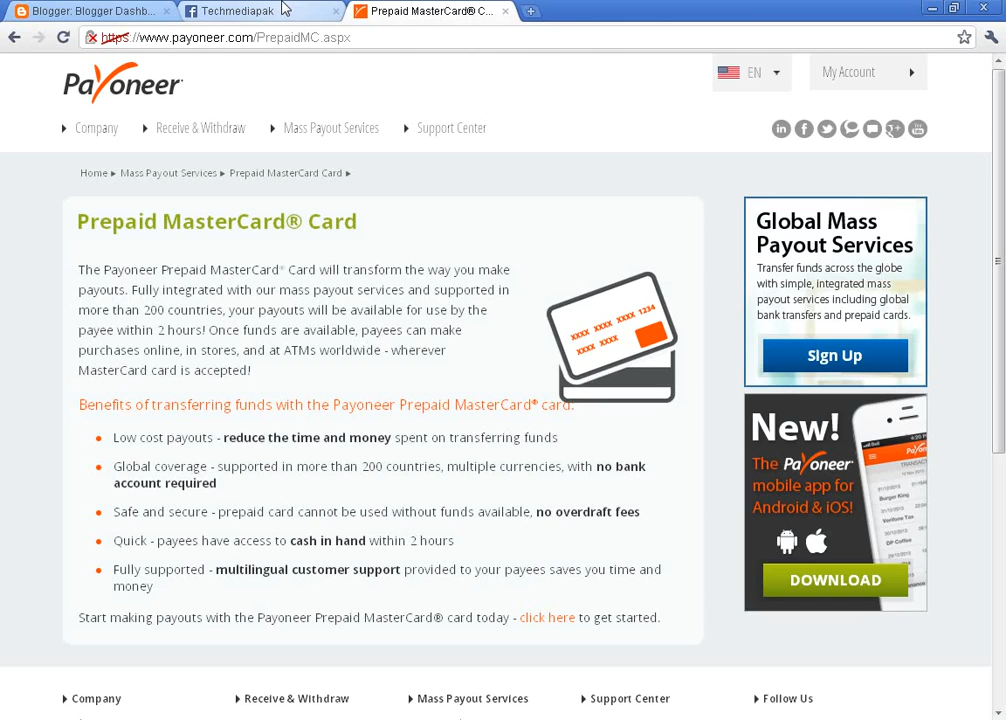 Blogger: Blogger Dashb...
Techmediapak
Prepaid MasterCard® C...
https://www.payoneer.com/PrepaidMC.aspx
Payoneer
EN
My Account
Company
Receive & Withdraw
Mass Payout Services
Support Center
Home
Mass Payout Services
Prepaid MasterCard Card
Prepaid MasterCard® Card
The Payoneer Prepaid MasterCard® Card will transform the way you make
payouts. Fully integrated with our mass payout services and supported in
more than 200 countries, your payouts will be available for use by the
payee within 2 hours! Once funds are available, payees can make
purchases online, in stores, and at ATMs worldwide - wherever
MasterCard card is accepted!
XXXX XXXX XXXX 1234
XXXX XXXX
Benefits of transferring funds with the Payoneer Prepaid MasterCard® card:
Low cost payouts - reduce the time and money spent on transferring funds
Global coverage - supported in more than 200 countries, multiple currencies, with no bank
account required
Safe and secure - prepaid card cannot be used without funds available, no overdraft fees
Quick - payees have access to cash in hand within 2 hours
Fully supported - multilingual customer support provided to your payees saves you time and
money
Start making payouts with the Payoneer Prepaid MasterCard® card today - click here to get started.
Global Mass
Payout Services
Transfer funds across the globe
with simple, integrated mass
payout services including global
bank transfers and prepaid cards.
Sign Up
New!
The Payoneer
mobile app for
Android & iOS!
DOWNLOAD
Company
Receive & Withdraw
Mass Payout Services
Support Center
Follow Us